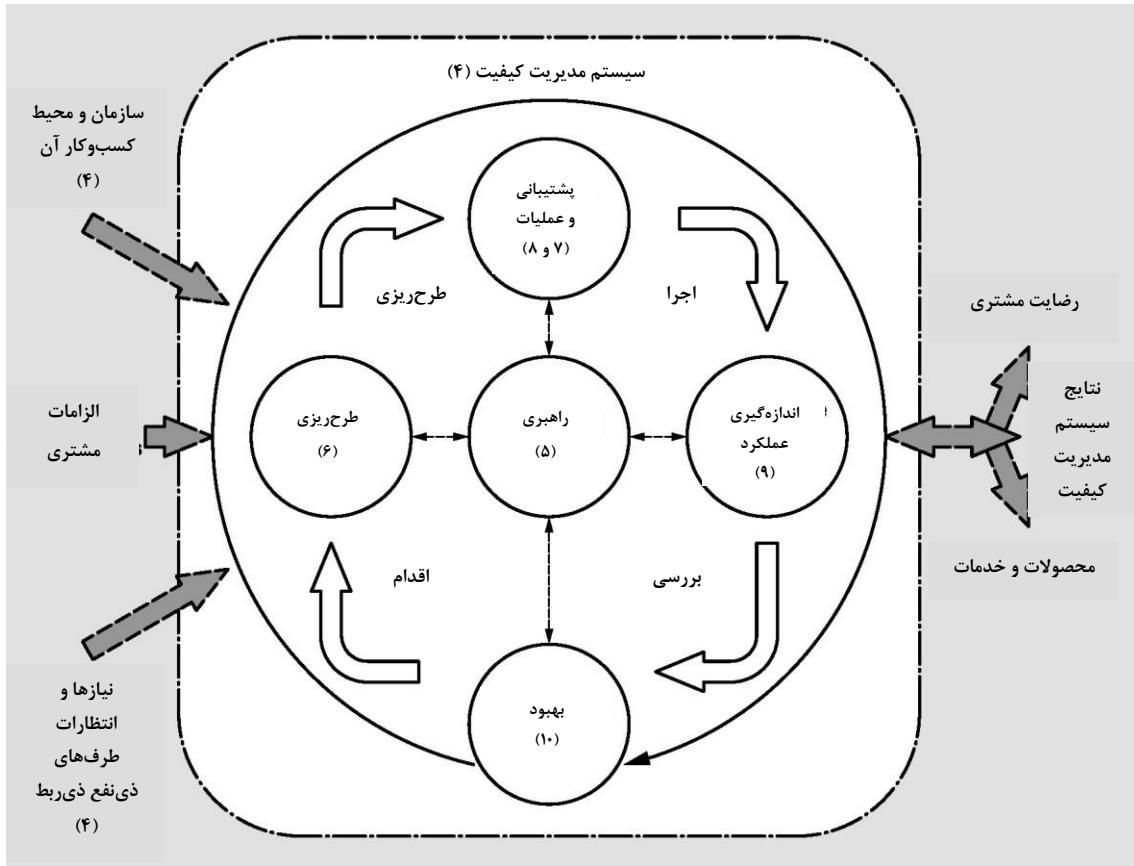 سیستم مدیریت کیفیت (۴)
سازمان و محیط
کسب‌وکار آن
(۴)
پشتیبانی
و عملیات
(۷ و ۸)
طرح‌ریزی
اجرا
رضایت مشتری
الزامات
مشتری
طرح‌ریزی
(۶)
راهبری
(۵)
اندازه‌گیری
عملکرد
(۹)
نتایج
سیستم
مدیریت
کیفیت
اقدام
بررسی
محصولات و خدمات
نیازها و
انتظارات
طرف‌های
ذی‌نفع ذی‌ربط
(۴)
بهبود
(۱۰)